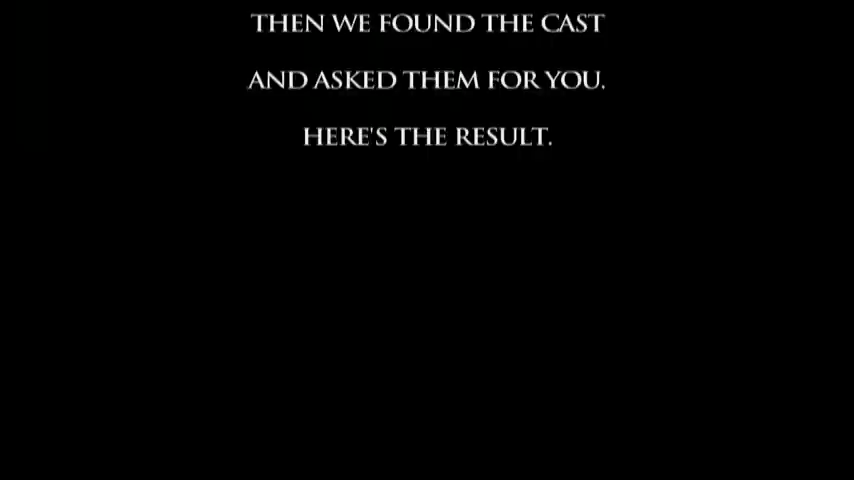 THEN WE FOUND THE CAST
AND ASKED THEM FOR YOU.
HERE'S THE RESULT.